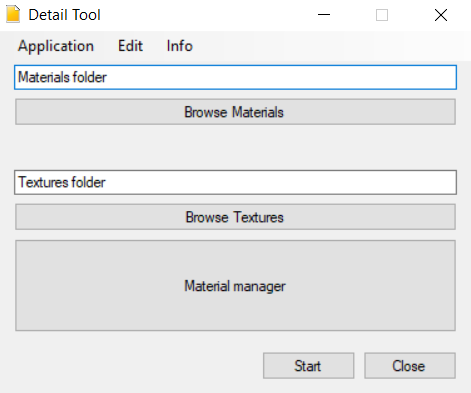 Detail Tool
Application Edit Info
Materials folder
Browse Materials
Textures folder
Browse Textures
Material manager
Start Close